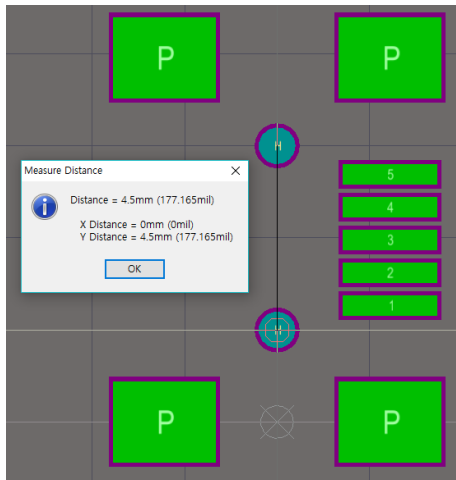 P
P
H
Measure Distance
Distance = 4.5mm (177.165mil)
X Distance = 0mm (0mil)
Y Distance = 4.5mm (177.165mil)
OK
5
4
3
2
1
H
P
P